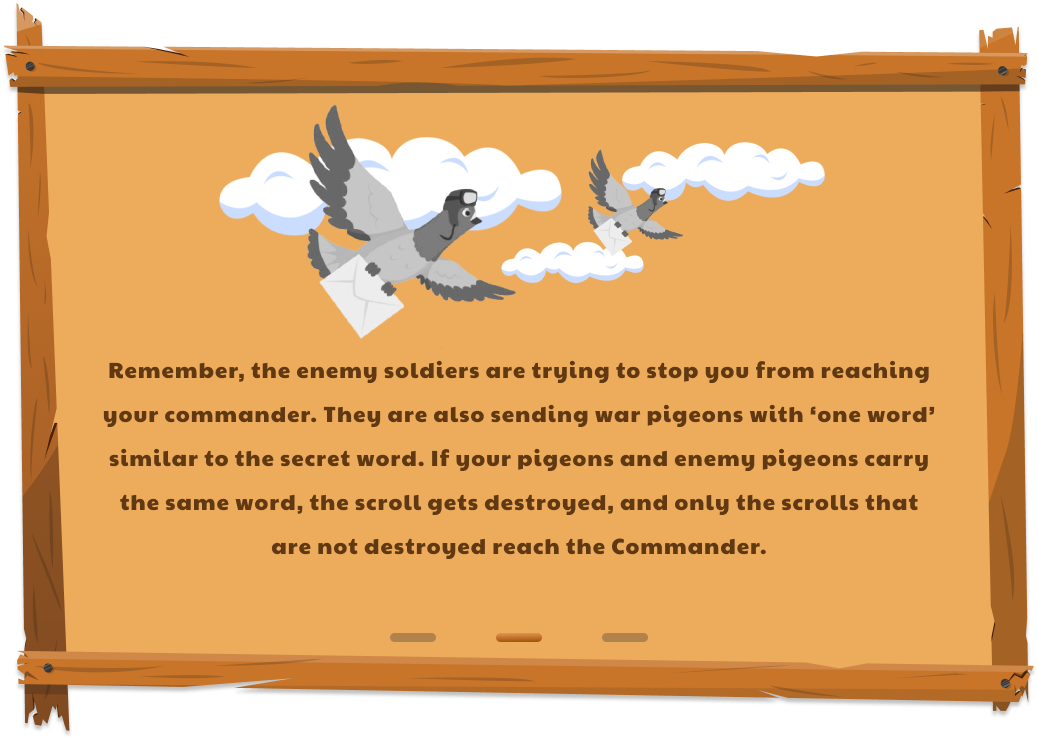 Remember, the enemy soldiers are trying to stop you from reaching
your commander. They are also sending war pigeons with ‘one word’
similar to the secret word. If your pigeons and enemy pigeons carry
the same word, the scroll gets destroyed, and only the scrolls that
are not destroyed reach the Commander.